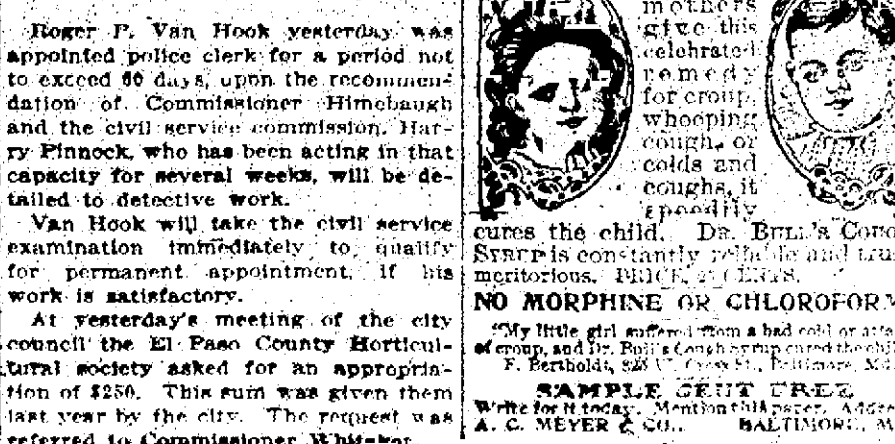 Roger P. Van Hook yesterday was
appointed police clerk for a period not
to exceed 60 days, upon the recommen-
dation of Commissioner Himebaugh
and the civil service commission. Har-
ry Pinnock, who has been acting in that
capacity for several weeks, will be de-
tailed to detective work.
Van Hook will take the civil service
examination immediately to qualify
for permanent appointment, if his
work is satisfactory.
At yesterday's meeting of the city
council the El Paso County Horticul-
tural society asked for an appropria-
tion of $250. This sum was given them
last year by the city. The request was
referred to Commissioner Whitaker.
mothers
give this
celebrated
remedy
for croup,
whooping
cough, or
colds and
coughs, it
speedily
cures the child. DR. BULL'S
SYRUP is constantly reliable and
meritorious. PRICE, CENTS.
NO MORPHINE OR CHLOROFOR
"My little girl suffered from a bad cold or
of croup, and Dr. Bull's Cough Syrup cured the
F. Bertholdt, St., Baltimore,
SAMPLE SENT FREE
Write for it today. Mention this paper.
A. C. MEYER & CO., BALTIMORE,